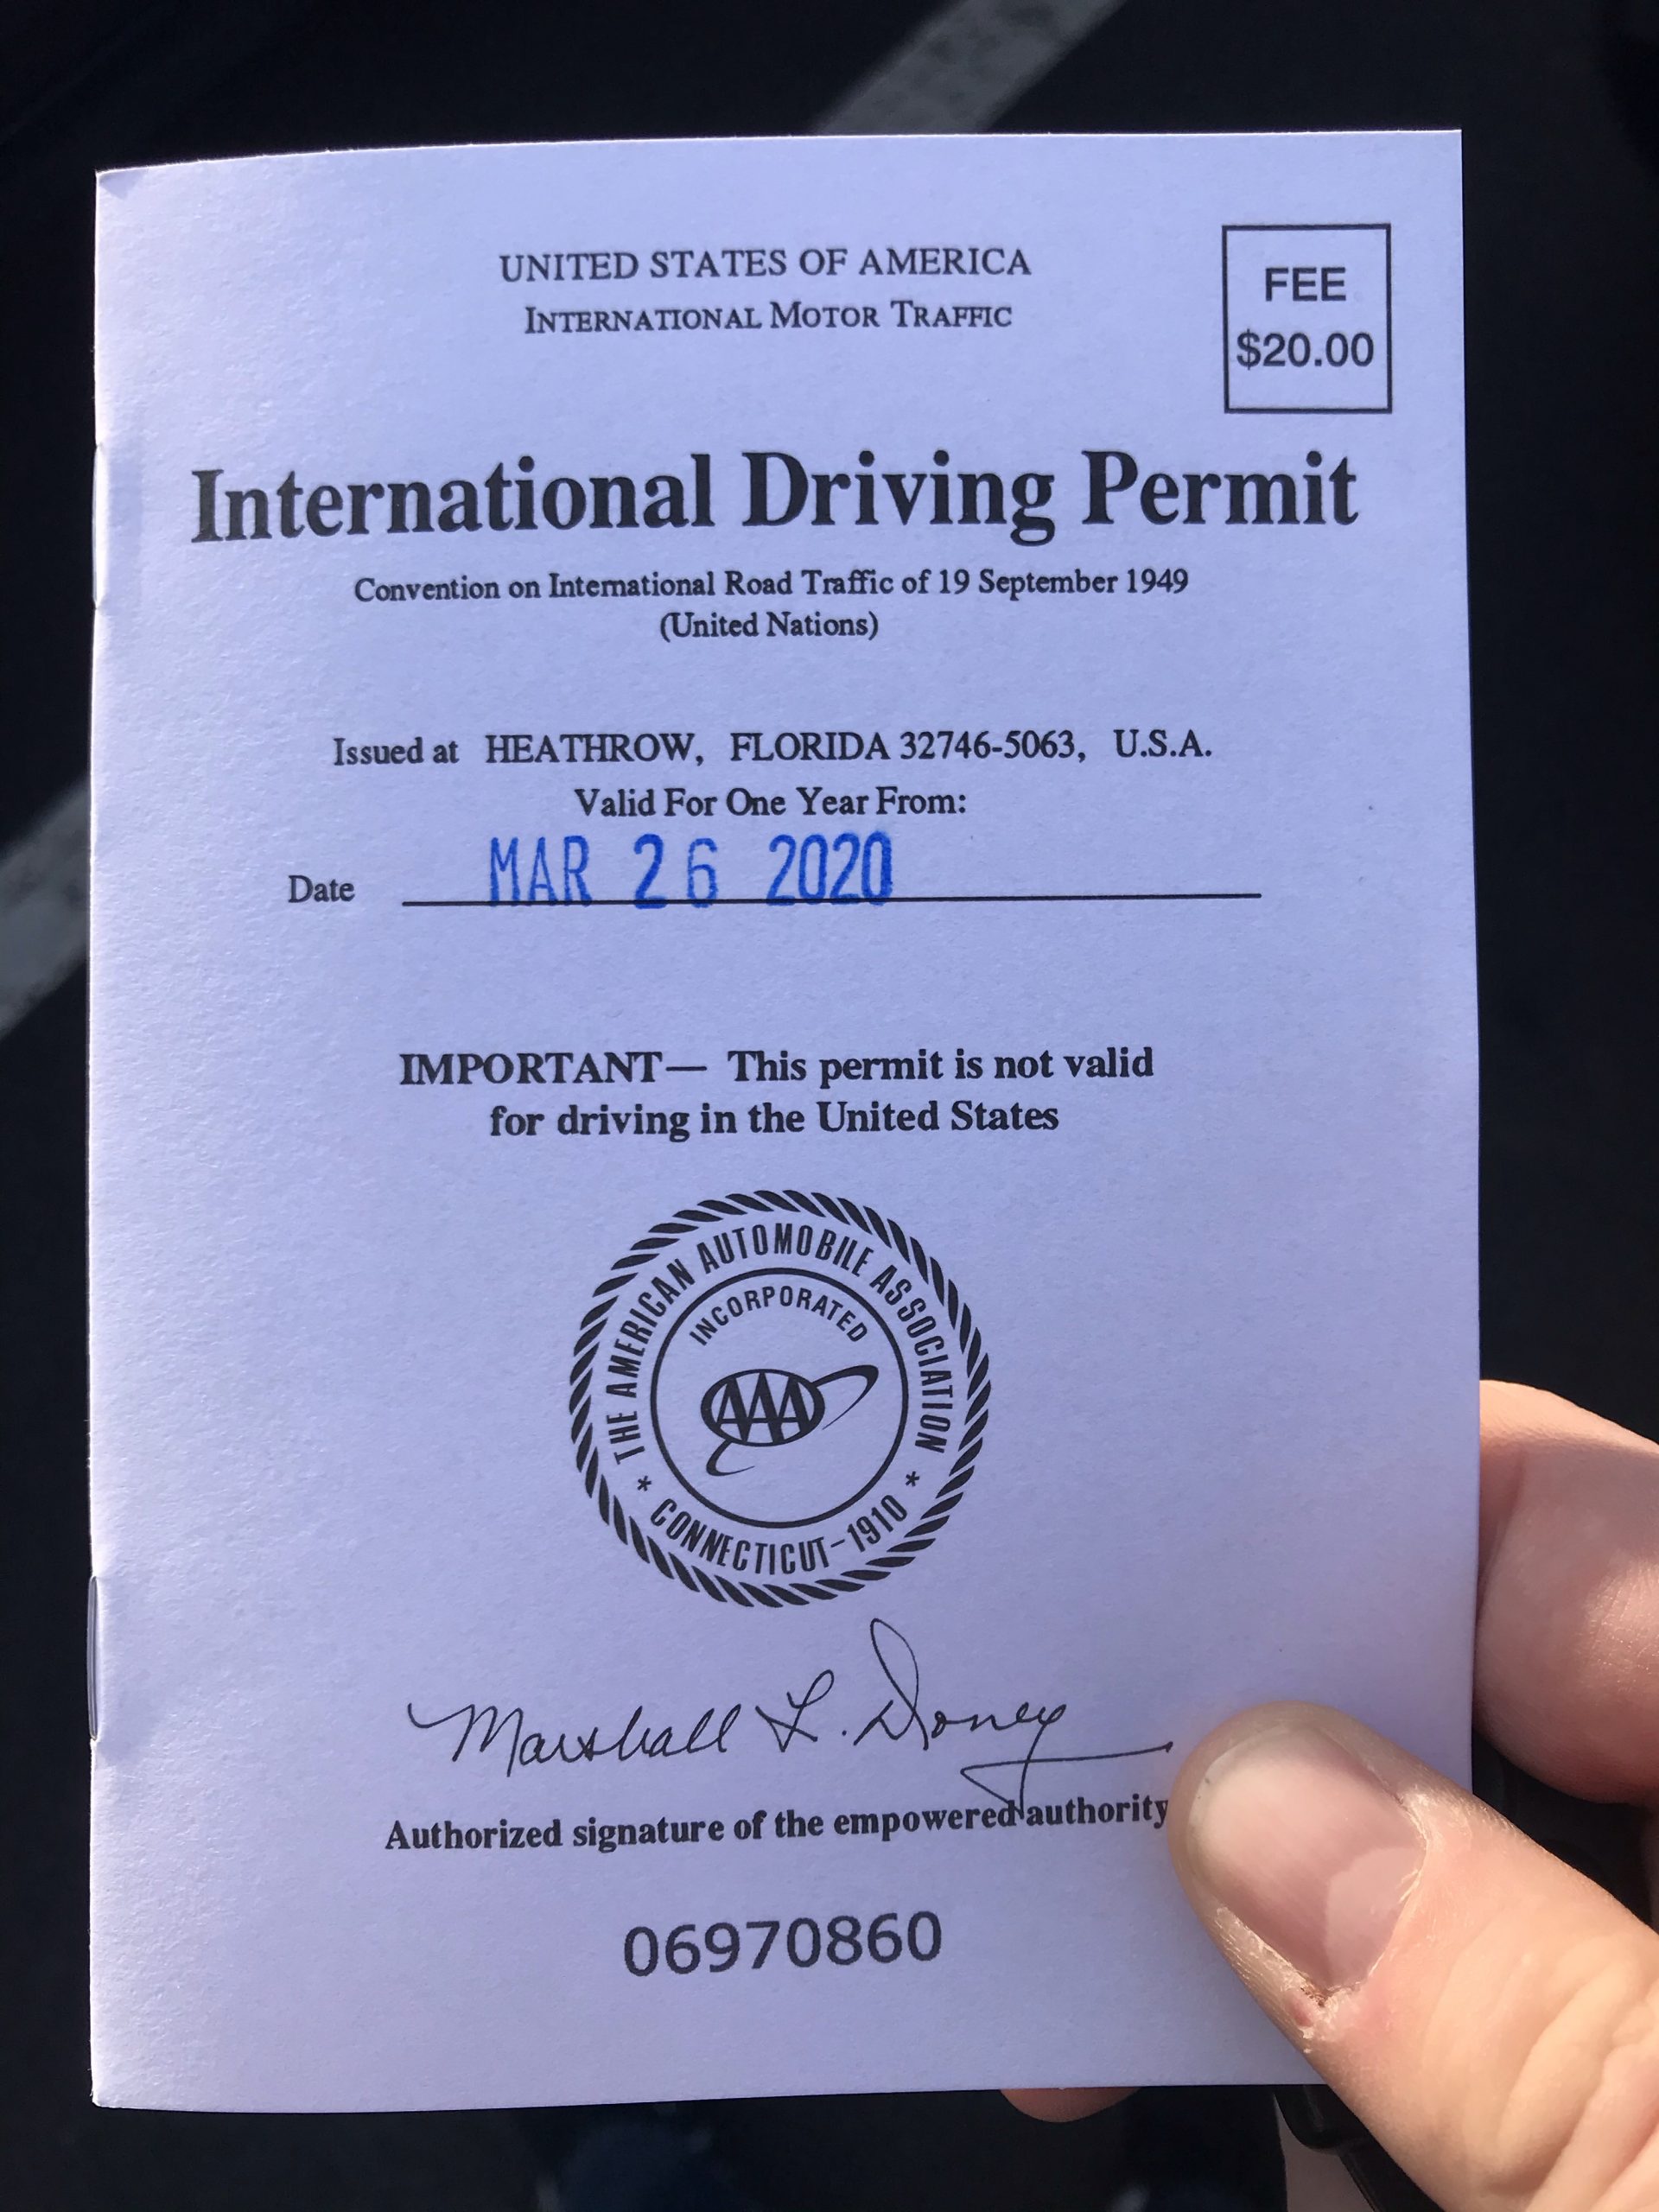 UNITED STATES OF AMERICA
INTERNATIONAL MOTOR TRAFFIC
FEE
$20.00
International Driving Permit
Convention on International Road Traffic of 19 September 1949
(United Nations)
Issued at HEATHROW, FLORIDA 32746-5063, U.S.A.
Valid For One Year From:
Date MAR 26 2020
IMPORTANT— This permit is not valid
for driving in the United States
THE AMERICAN AUTOMOBILE ASSOCIATION
INCORPORATED
AAA
* CONNECTICUT-1910 *
Marshall L. Doney
Authorized signature of the empowered authority
06970860